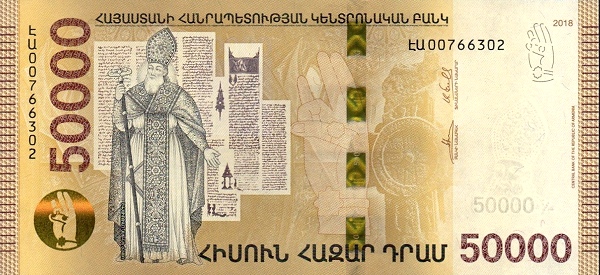 ՀԱՅԱՍՏԱՆԻ ՀԱՆՐԱՊԵՏՈՒԹՅԱՆ ԿԵՆՏՐՈՆԱԿԱՆ ԲԱՆԿ
2018
ԷԱ00766302
ԷԱ00766302
50000
CENTRAL BANK OF THE REPUBLIC OF ARMENIA
50000
ՀԻՍՈՒՆ ՀԱԶԱՐ ԴՐԱՄ 50000